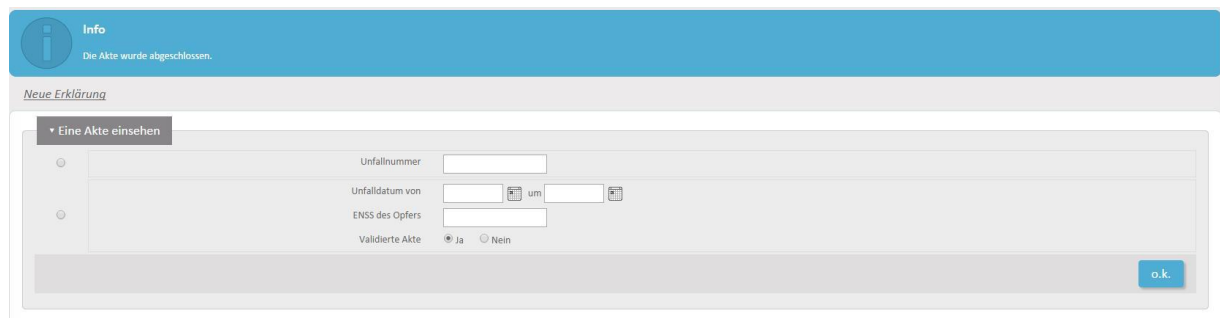 Info
Die Akte wurde abgeschlossen.
Neue Erklärung
Eine Akte einsehen
Unfallnummer
Unfalldatum von um
ENSS des Opfers
Validierte Akte Ja Nein
o.k.